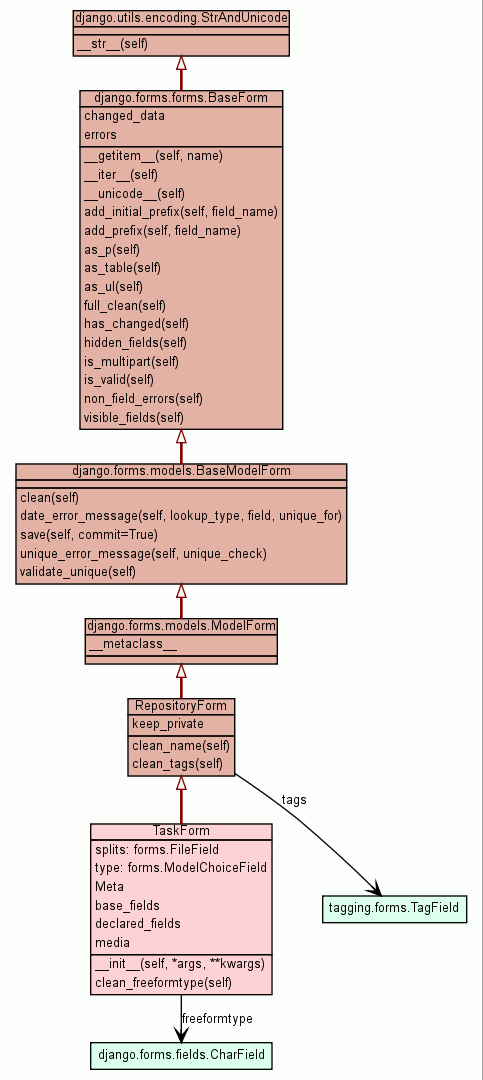 django.utils.encoding.StrAndUnicode
__str__(self)
django.forms.forms.BaseForm
changed_data
errors
__getitem__(self, name)
__iter__(self)
__unicode__(self)
add_initial_prefix(self, field_name)
add_prefix(self, field_name)
as_p(self)
as_table(self)
as_ul(self)
full_clean(self)
has_changed(self)
hidden_fields(self)
is_multipart(self)
is_valid(self)
non_field_errors(self)
visible_fields(self)
django.forms.models.BaseModelForm
clean(self)
date_error_message(self, lookup_type, field, unique_for)
save(self, commit=True)
unique_error_message(self, unique_check)
validate_unique(self)
django.forms.models.ModelForm
__metaclass__
RepositoryForm
keep_private
clean_name(self)
clean_tags(self)
tags
TaskForm
splits: forms.FileField
type: forms.ModelChoiceField
Meta
base_fields
declared_fields
media
__init__(self, *args, **kwargs)
clean_freeformtype(self)
tagging.forms.TagField
freeformtype
django.forms.fields.CharField